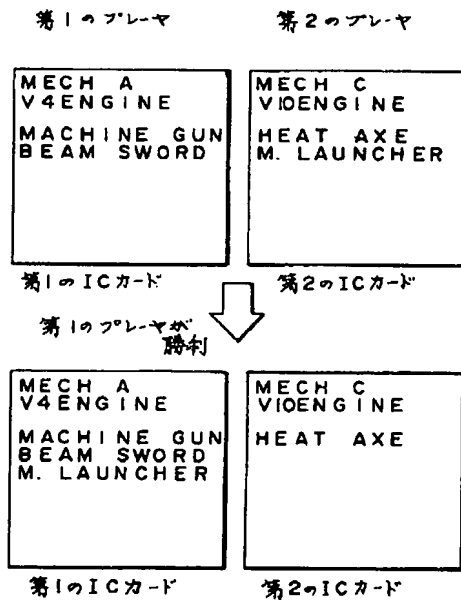 第1のプレーヤ
第2のプレーヤ
MECH A
V4ENGINE
MACHINE GUN
BEAM SWORD
MECH C
V10ENGINE
HEAT AXE
M. LAUNCHER
第1のICカード
第2のICカード
第1のプレーヤが
勝利
MECH A
V4ENGINE
MACHINE GUN
BEAM SWORD
M. LAUNCHER
MECH C
V10ENGINE
HEAT AXE
第1のICカード
第2のICカード